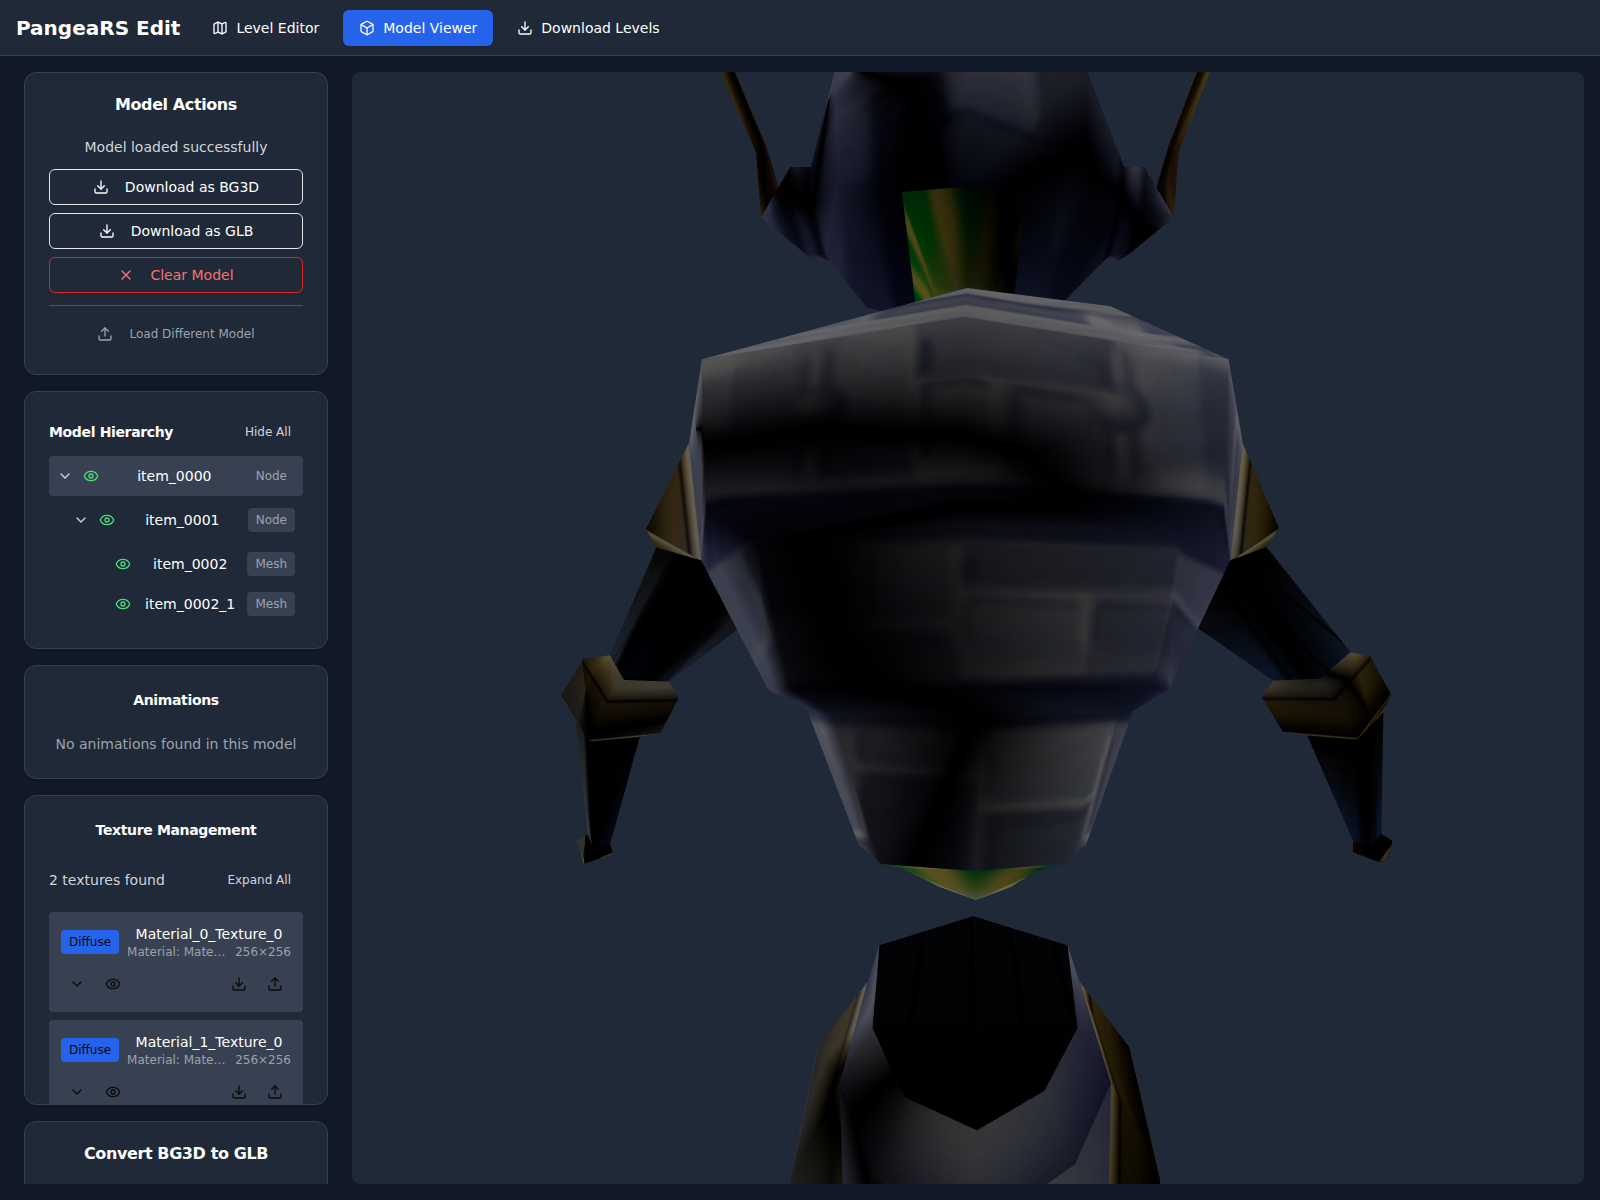 PangeaRS Edit
Level Editor
Model Viewer
Download Levels
Model Actions
Model loaded successfully
Download as BG3D
Download as GLB
Clear Model
Load Different Model
Model Hierarchy
Hide All
item_0000
Node
item_0001
Node
item_0002
Mesh
item_0002_1
Mesh
Animations
No animations found in this model
Texture Management
2 textures found
Expand All
Diffuse
Material_0_Texture_0
Material: Mate...
256×256
Diffuse
Material_1_Texture_0
Material: Mate...
256×256
Convert BG3D to GLB